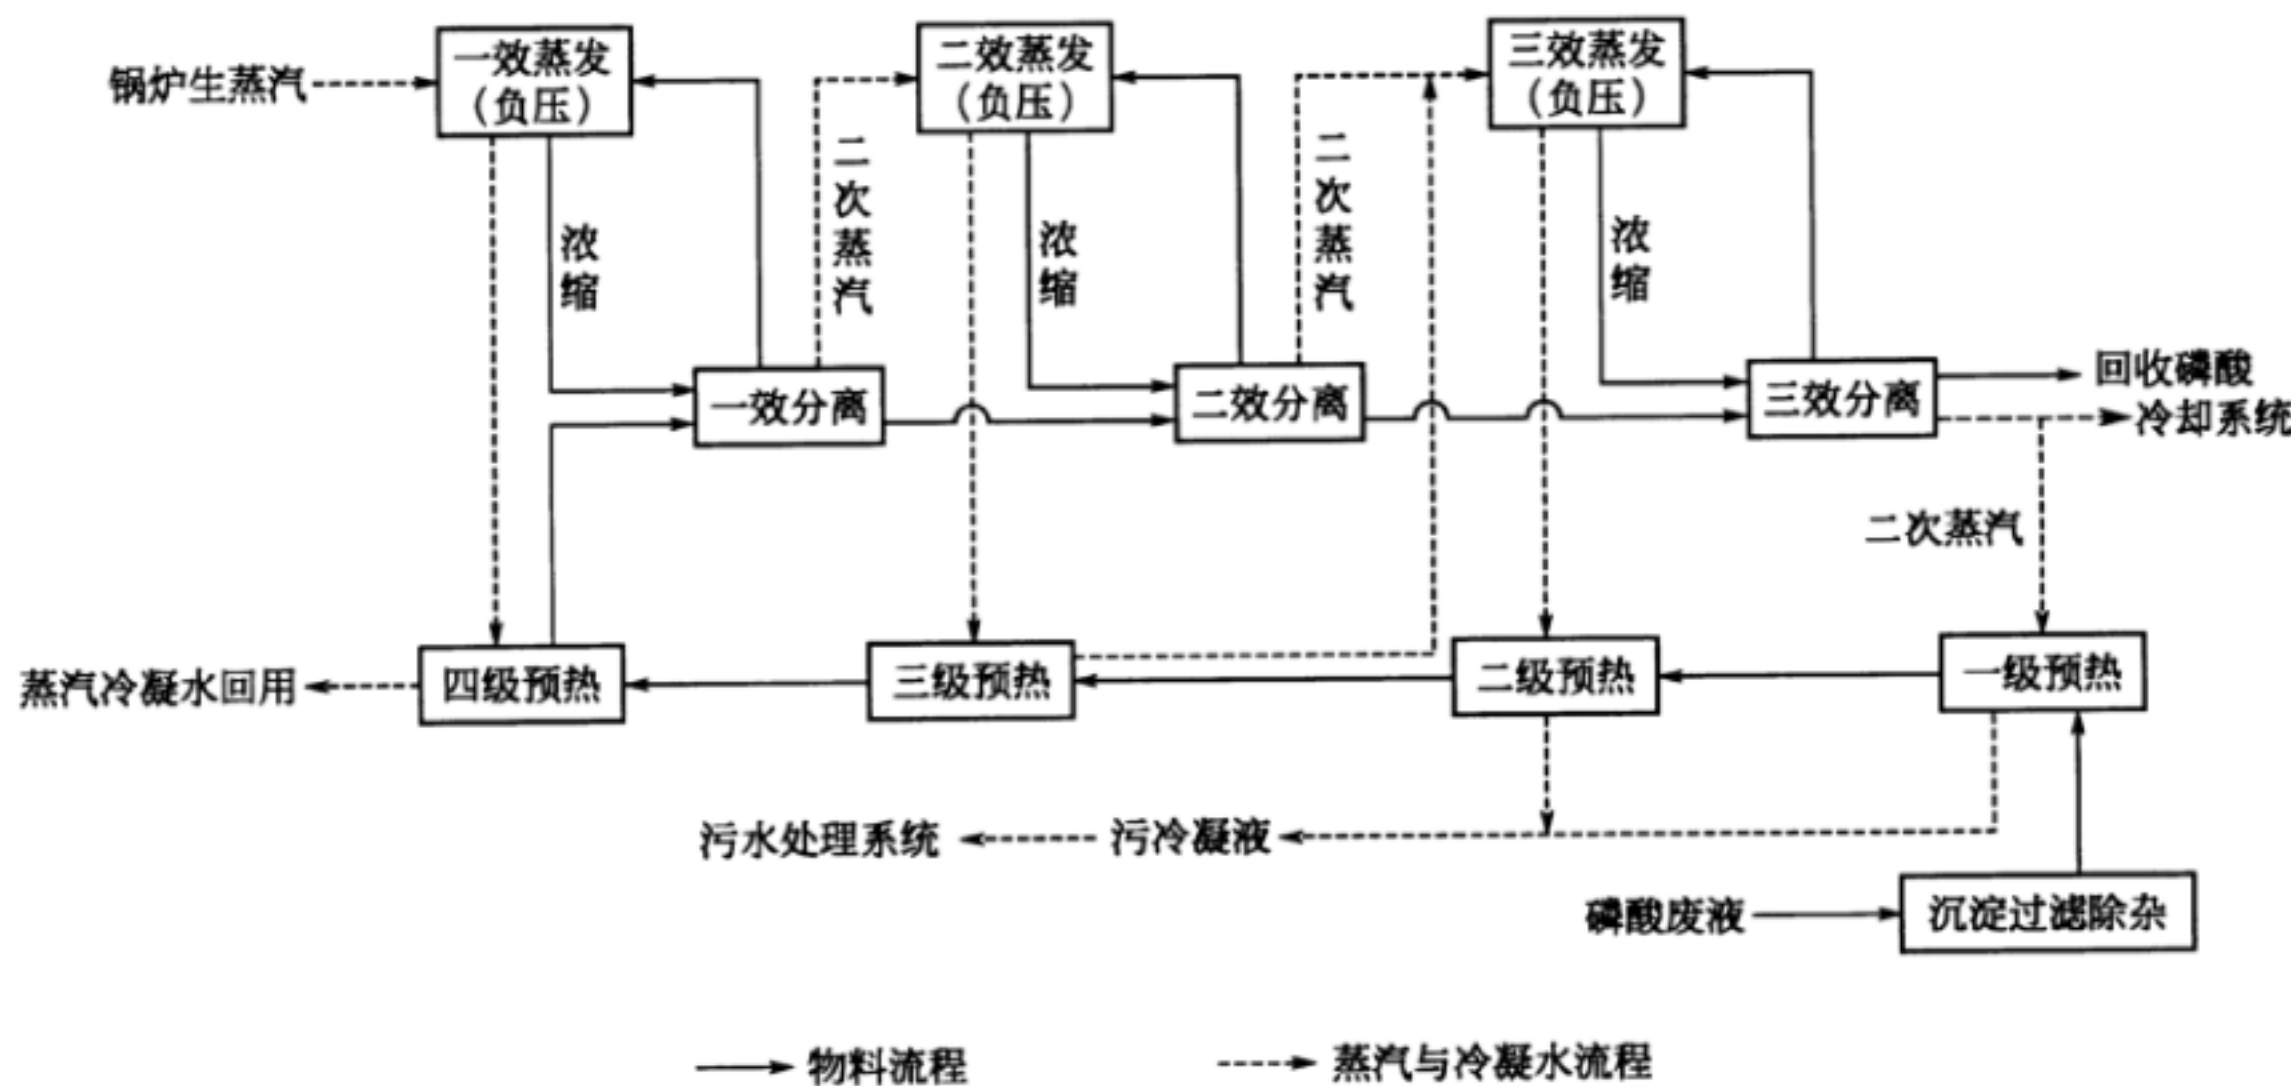 锅炉生蒸汽
一效蒸发
（负压）
二效蒸发
（负压）
三效蒸发
（负压）
浓缩
二次蒸汽
浓缩
二次蒸汽
浓缩
一效分离
二效分离
三效分离
回收磷酸
冷却系统
二次蒸汽
蒸汽冷凝水回用
四级预热
三级预热
二级预热
一级预热
污水处理系统
污冷凝液
磷酸废液
沉淀过滤除杂
物料流程
蒸汽与冷凝水流程